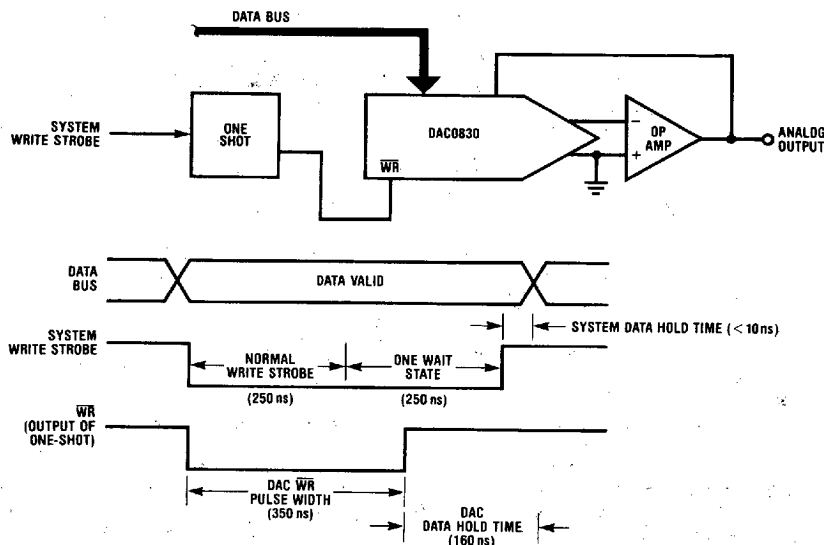 DATA BUS
SYSTEM
WRITE STROBE
ONE
SHOT
DAC0830
WR
OP
AMP
−
+
ANALOG
OUTPUT
DATA
BUS
DATA VALID
SYSTEM DATA HOLD TIME (<10ns)
SYSTEM
WRITE STROBE
NORMAL
WRITE STROBE
(250 ns)
ONE WAIT
STATE
(250 ns)
WR
(OUTPUT OF
ONE-SHOT)
DAC WR
PULSE WIDTH
(350 ns)
DAC
DATA HOLD TIME
(160 ns)